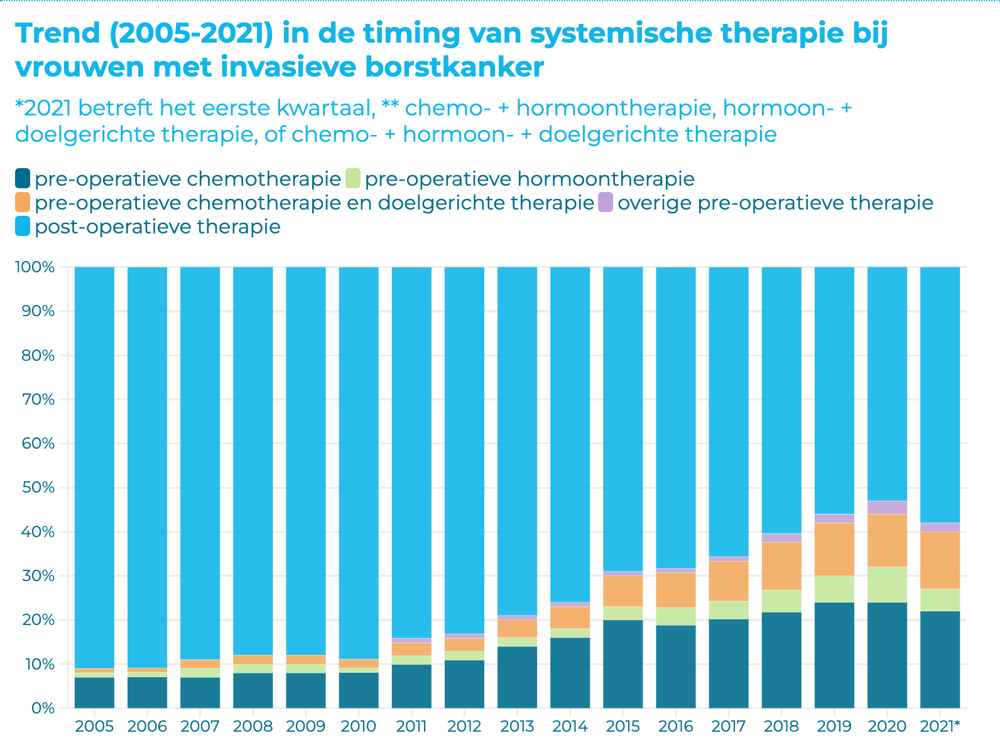 Trend (2005-2021) in de timing van systemische therapie bij
vrouwen met invasieve borstkanker
*2021 betreft het eerste kwartaal, ** chemo- + hormoontherapie, hormoon- +
doelgerichte therapie, of chemo- + hormoon- + doelgerichte therapie
pre-operatieve chemotherapie pre-operatieve hormoontherapie
pre-operatieve chemotherapie en doelgerichte therapie overige pre-operatieve therapie
post-operatieve therapie
100%
90%
80%
70%
60%
50%
40%
30%
20%
10%
0%
2005 2006 2007 2008 2009 2010 2011 2012 2013 2014 2015 2016 2017 2018 2019 2020 2021*